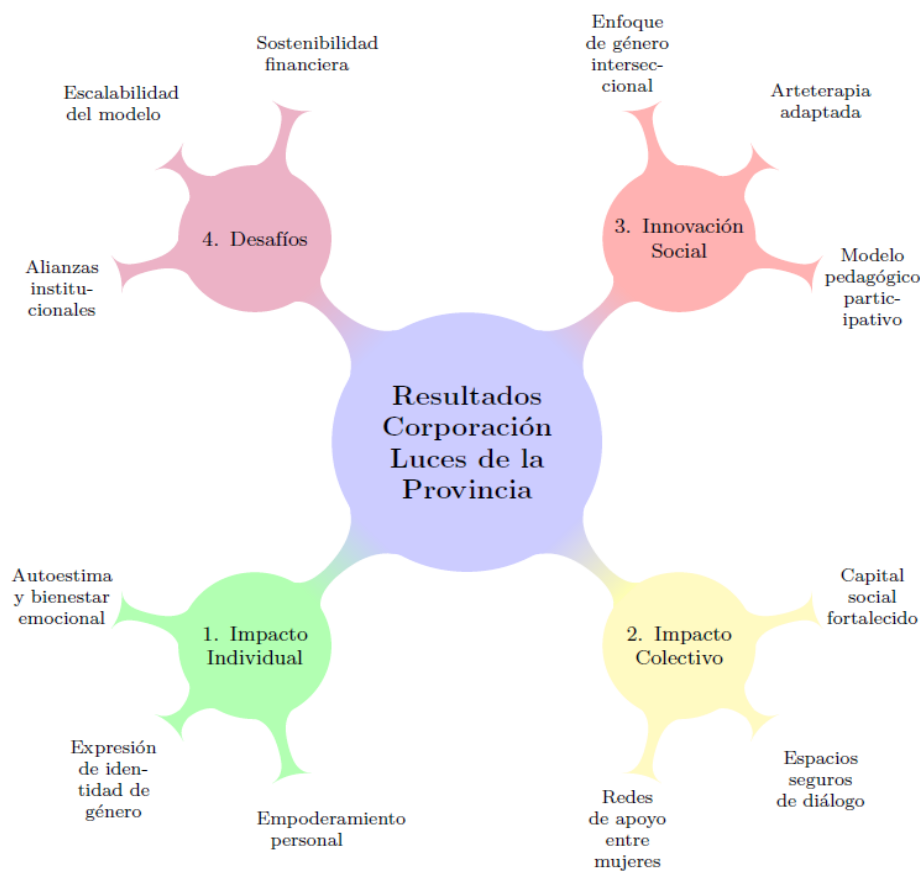 Enfoque
de género
intersec-
cional
Sostenibilidad
financiera
Escalabilidad
del modelo
Arteterapia
adaptada
4. Desafíos
3. Innovación
Social
Alianzas
institu-
cionales
Modelo
pedagógico
partic-
ipativo
Resultados
Corporación
Luces de la
Provincia
Autoestima
y bienestar
emocional
1. Impacto
Individual
2. Impacto
Colectivo
Capital
social
fortalecido
Expresión
de iden-
tidad de
género
Empoderamiento
personal
Redes
de apoyo
entre
mujeres
Espacios
seguros
de diálogo